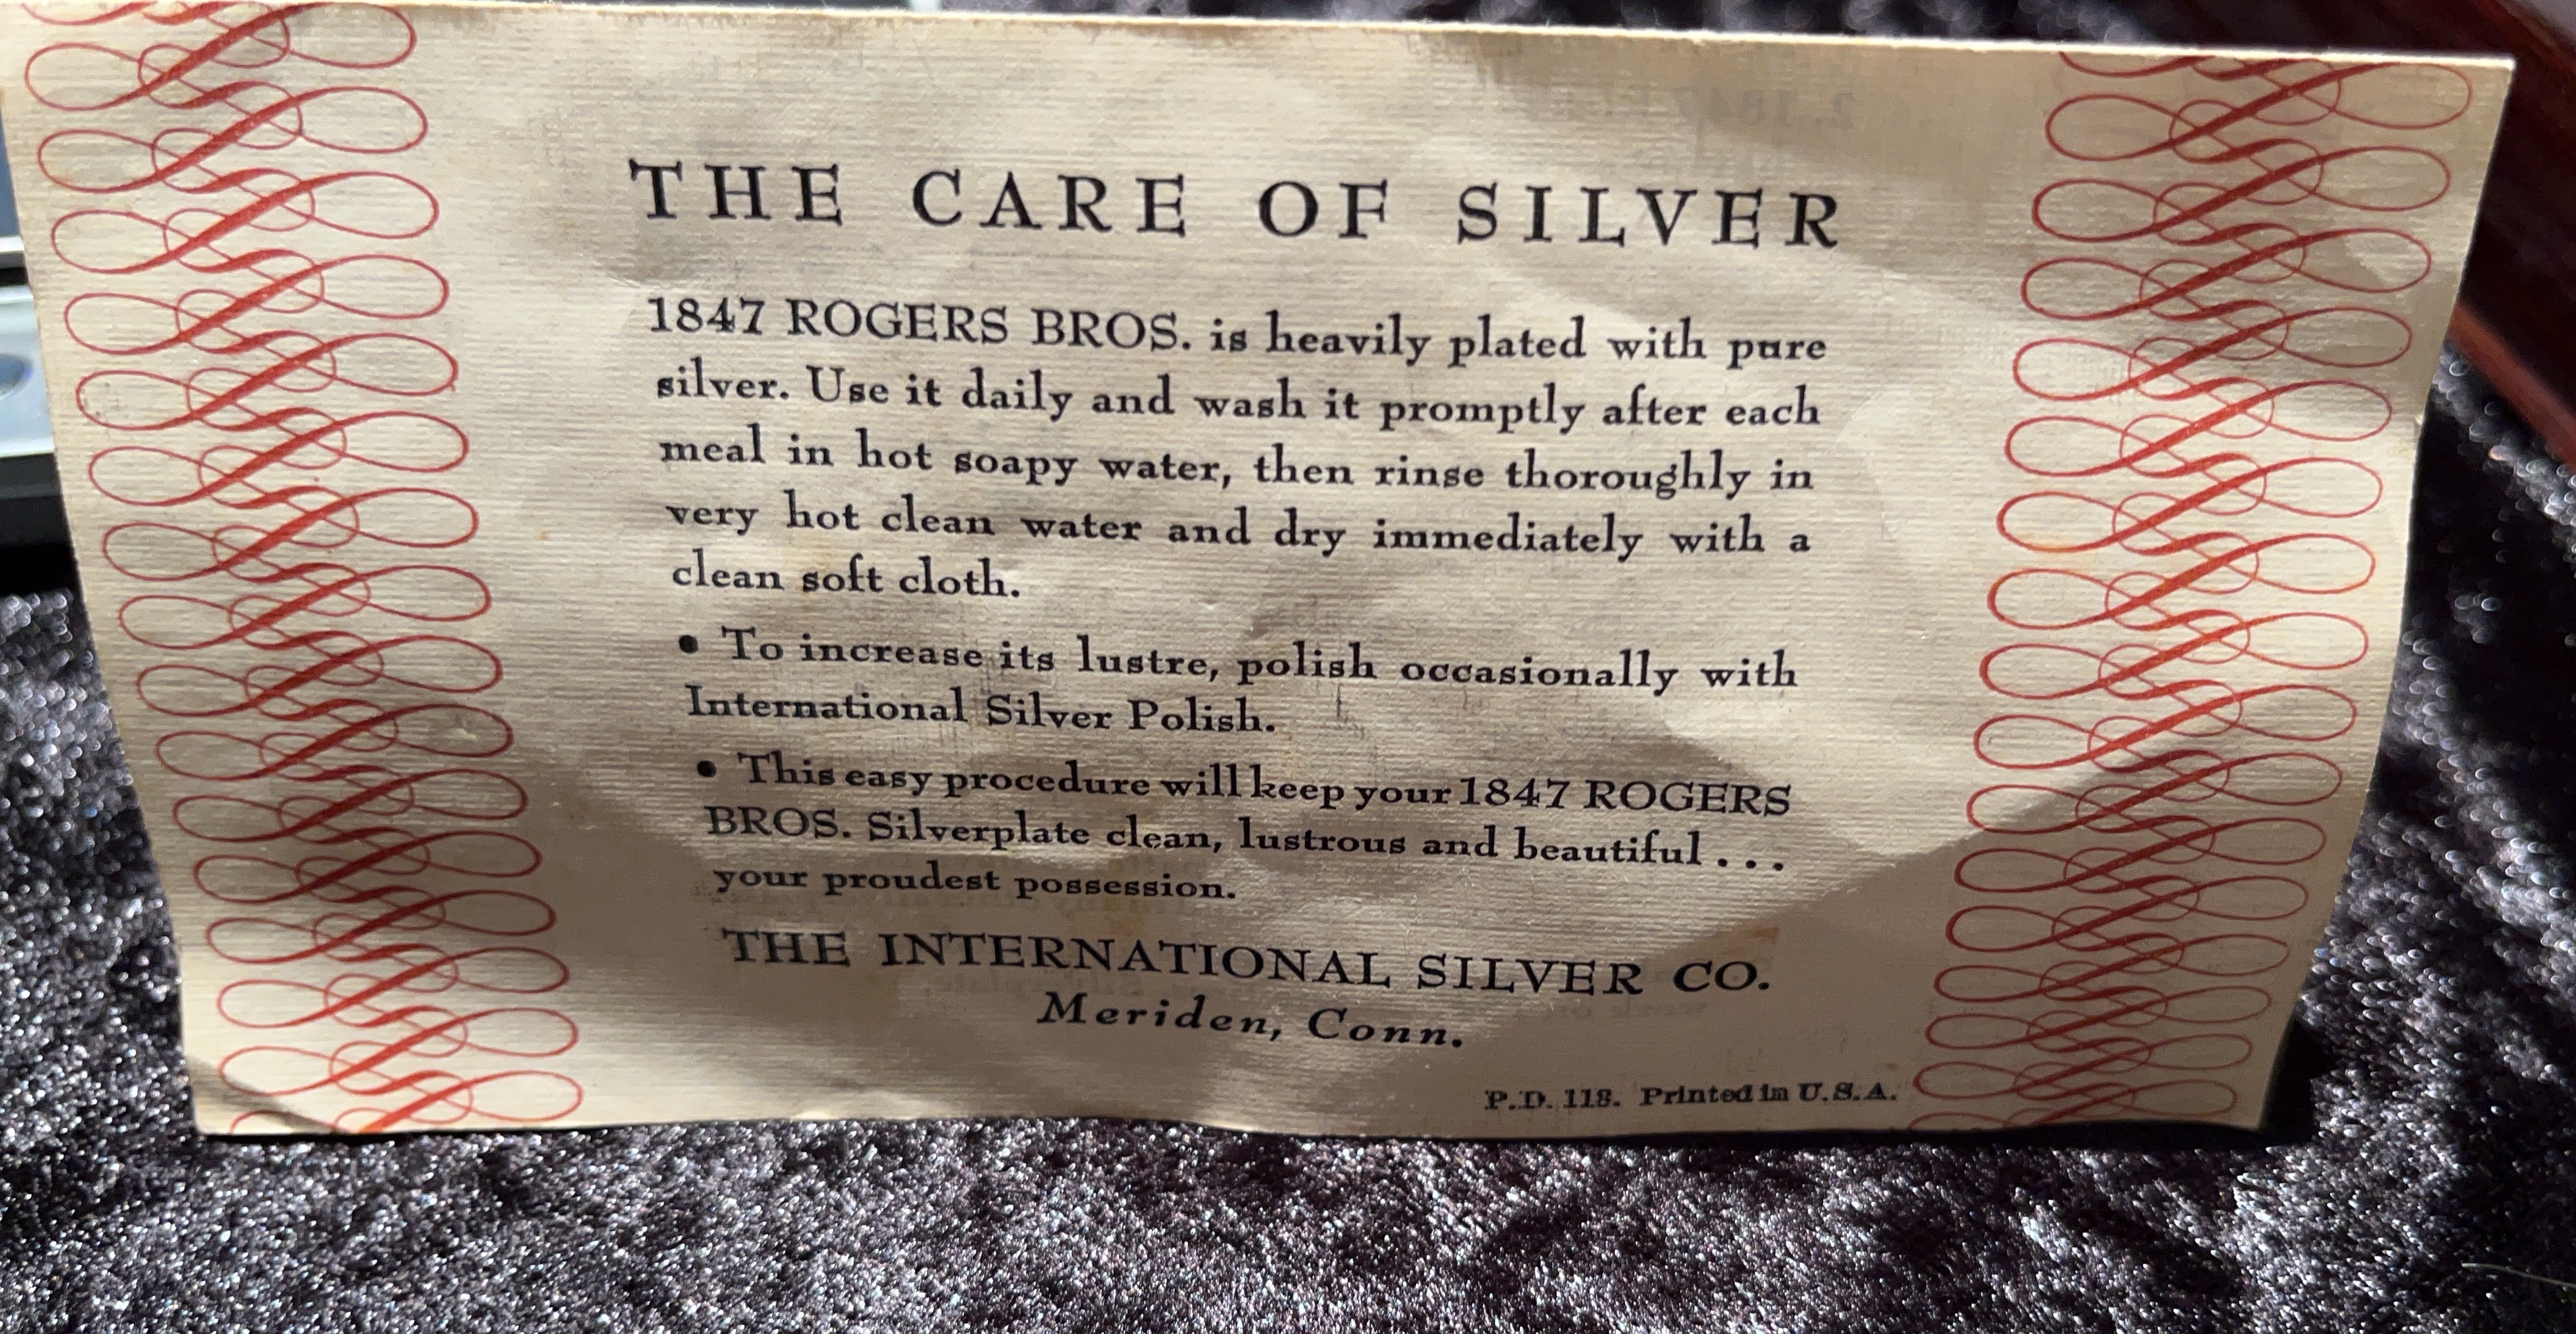 THE CARE OF SILVER
1847 ROGERS BROS. is heavily plated with pure
silver. Use it daily and wash it promptly after each
meal in hot soapy water, then rinse thoroughly in
very hot clean water and dry immediately with a
clean soft cloth.
• To increase its lustre, polish occasionally with
International Silver Polish.
• This easy procedure will keep your 1847 ROGERS
BROS. Silverplate clean, lustrous and beautiful . . .
your proudest possession.
THE INTERNATIONAL SILVER CO.
Meriden, Conn.
P.D. 118. Printed in U.S.A.